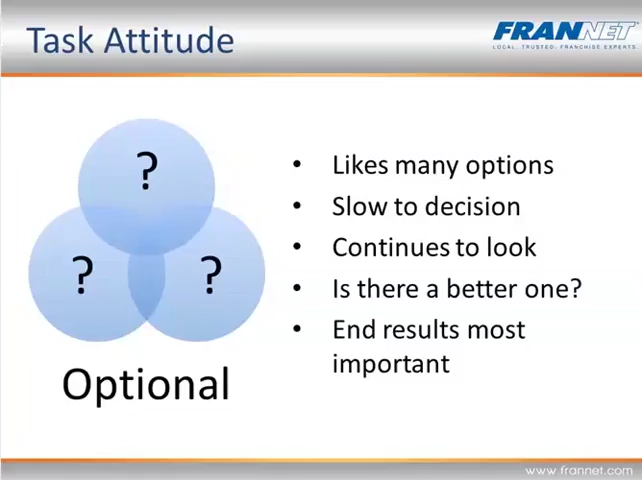 Task Attitude
FRANNET
LOCAL. TRUSTED. FRANCHISE EXPERTS.
?
?
?
Optional
• Likes many options
• Slow to decision
• Continues to look
• Is there a better one?
• End results most
important
www.frannet.com